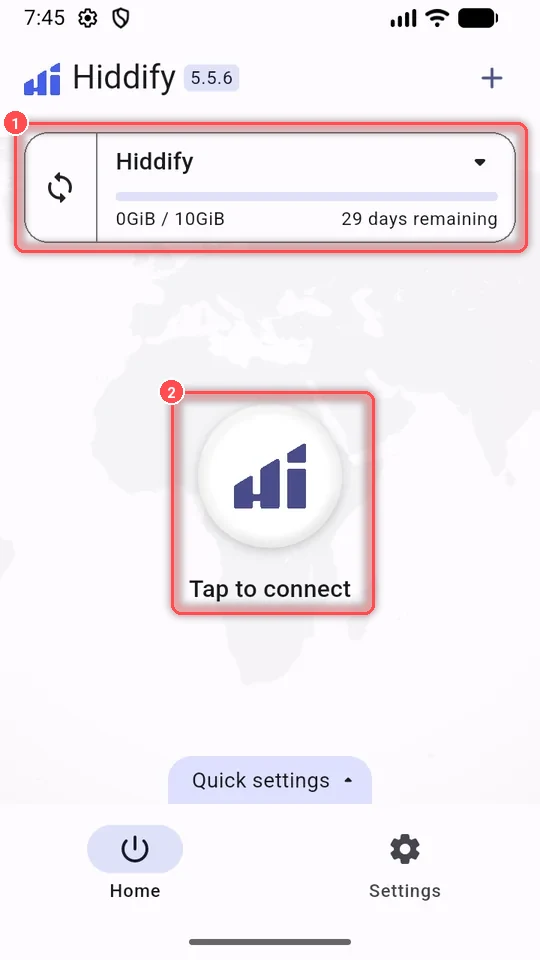 7:45
Hiddify 5.5.6
1
Hiddify
0GiB / 10GiB 29 days remaining
2
Tap to connect
Quick settings
Home Settings